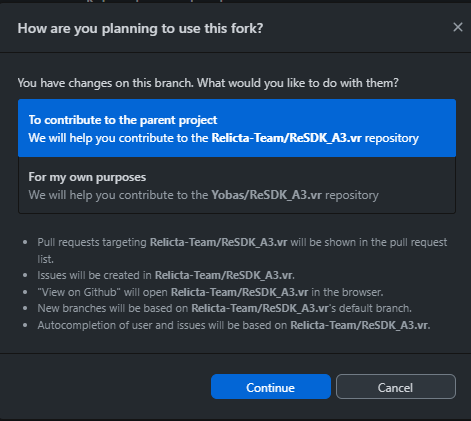 How are you planning to use this fork?
You have changes on this branch. What would you like to do with them?
To contribute to the parent project
We will help you contribute to the Relicta-Team/ReSDK_A3.vr repository
For my own purposes
We will help you contribute to the Yobas/ReSDK_A3.vr repository
• Pull requests targeting Relicta-Team/ReSDK_A3.vr will be shown in the pull request
list.
• Issues will be created in Relicta-Team/ReSDK_A3.vr.
• "View on Github" will open Relicta-Team/ReSDK_A3.vr in the browser.
• New branches will be based on Relicta-Team/ReSDK_A3.vr's default branch.
• Autocompletion of user and issues will be based on Relicta-Team/ReSDK_A3.vr.
Continue
Cancel